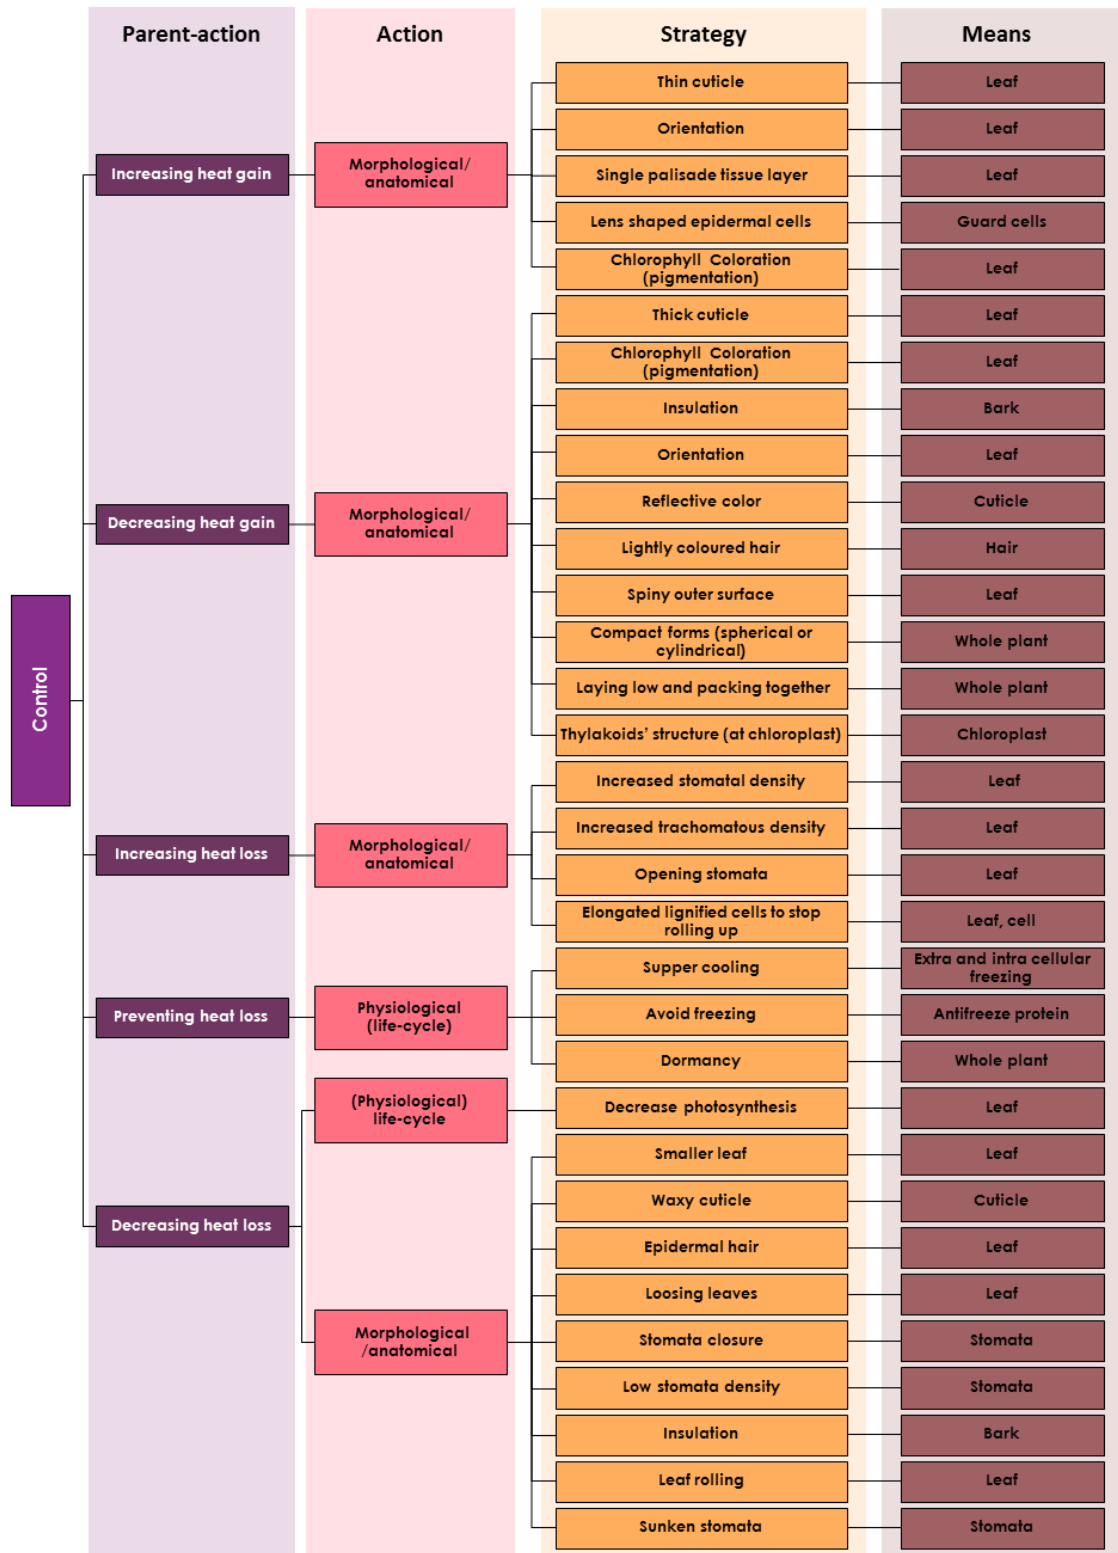 Parent-action
Action
Strategy
Means
Control
Increasing heat gain
Morphological/
anatomical
Thin cuticle
Leaf
Orientation
Leaf
Single palisade tissue layer
Leaf
Lens shaped epidermal cells
Guard cells
Chlorophyll Coloration
(pigmentation)
Leaf
Decreasing heat gain
Morphological/
anatomical
Thick cuticle
Leaf
Chlorophyll Coloration
(pigmentation)
Leaf
Insulation
Bark
Orientation
Leaf
Reflective color
Cuticle
Lightly coloured hair
Hair
Spiny outer surface
Leaf
Compact forms (spherical or
cylindrical)
Whole plant
Laying low and packing together
Whole plant
Thylakoids' structure (at chloroplast)
Chloroplast
Increasing heat loss
Morphological/
anatomical
Increased stomatal density
Leaf
Increased trachomatous density
Leaf
Opening stomata
Leaf
Elongated lignified cells to stop
rolling up
Leaf, cell
Preventing heat loss
Physiological
(life-cycle)
Supper cooling
Extra and intra cellular
freezing
Avoid freezing
Antifreeze protein
Dormancy
Whole plant
Decreasing heat loss
(Physiological)
life-cycle
Decrease photosynthesis
Leaf
Morphological
/anatomical
Smaller leaf
Leaf
Waxy cuticle
Cuticle
Epidermal hair
Leaf
Loosing leaves
Leaf
Stomata closure
Stomata
Low stomata density
Stomata
Insulation
Bark
Leaf rolling
Leaf
Sunken stomata
Stomata